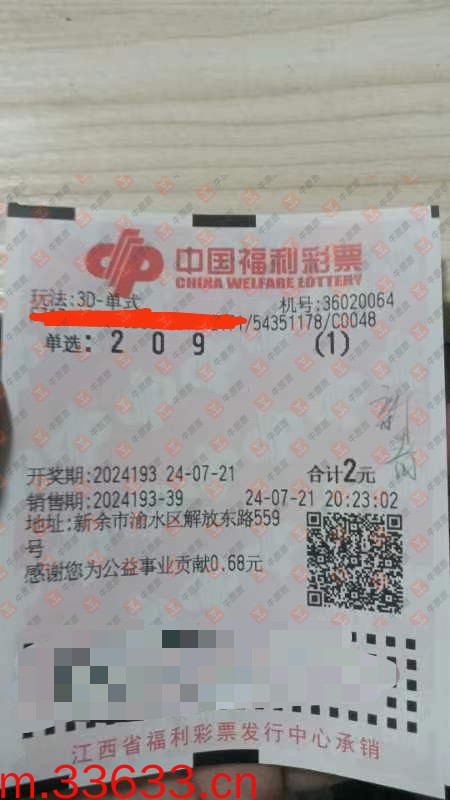 中国福利彩票
CHINA WELFARE LOTTERY
玩法:3D-单式 机号:36020064
/54351178/C0048
单选: 2 0 9 (1)
开奖期:2024193 24-07-21 合计2元
销售期:2024193-39 24-07-21 20:23:02
地址:新余市渝水区解放东路559
号
感谢您为公益事业贡献0.68元
江西省福利彩票发行中心承销
m.33633.cn